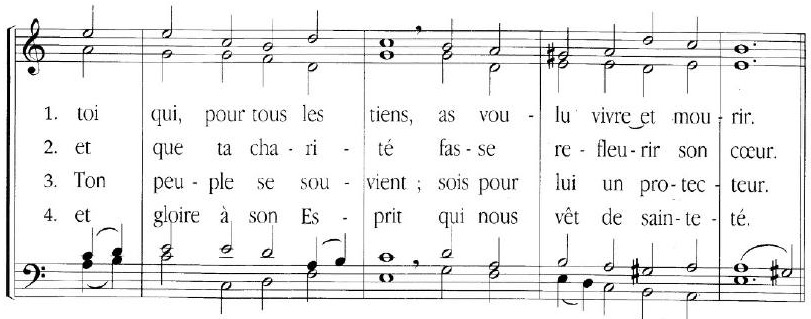 1. toi qui, pour tous les tiens, as vou - lu vivre et mou - rir.
2. et que ta cha - ri - té fas - se re - fleu - rir son cœur.
3. Ton peu - ple se sou - vient ; sois pour lui un pro - tec - teur.
4. et gloire à son Es - prit qui nous vêt de sain - te - té.